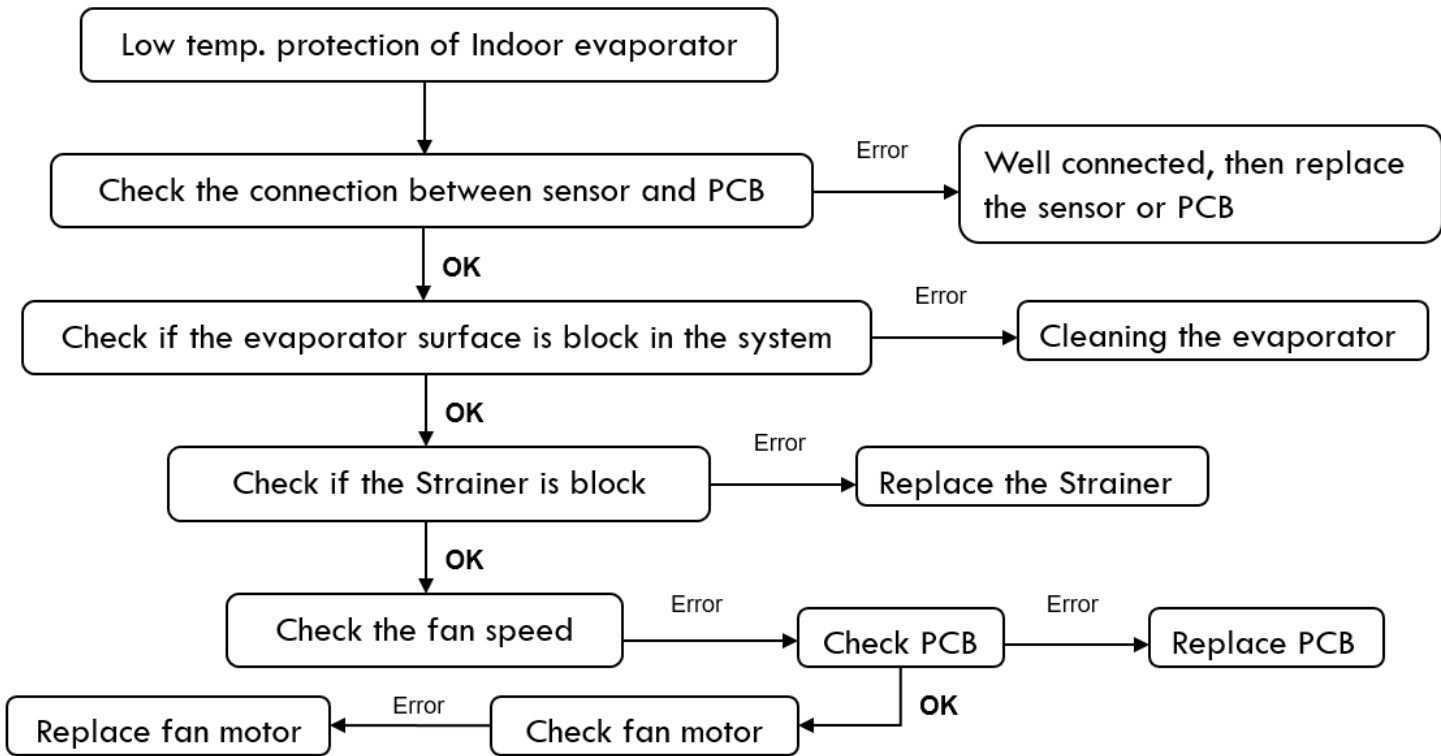 Low temp. protection of Indoor evaporator
Error
Check the connection between sensor and PCB
Well connected, then replace
the sensor or PCB
OK
Error
Check if the evaporator surface is block in the system
Cleaning the evaporator
OK
Error
Check if the Strainer is block
Replace the Strainer
OK
Error
Error
Check the fan speed
Check PCB
Replace PCB
OK
Error
Replace fan motor
Check fan motor